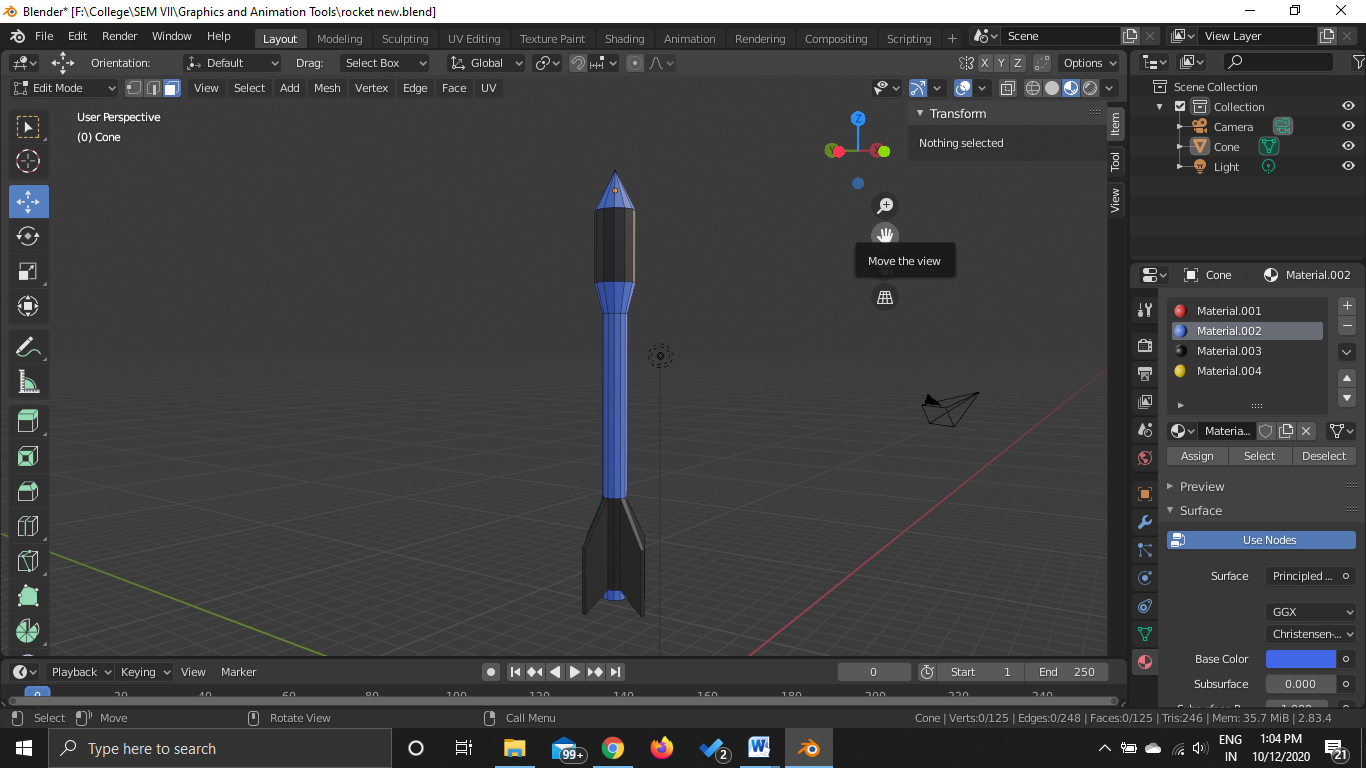 Blender* [F:\College\SEM VII\Graphics and Animation Tools\rocket new.blend]
File Edit Render Window Help Layout Modeling Sculpting UV Editing Texture Paint Shading Animation Rendering Compositing Scripting + Scene View Layer
Orientation: Default Drag: Select Box Global X Y Z Options
Edit Mode View Select Add Mesh Vertex Edge Face UV
User Perspective
(0) Cone
Z
Y
Transform
Nothing selected
Item
Tool
View
Move the view
Scene Collection
Collection
Camera
Cone
Light
Cone Material.002
Material.001
Material.002
Material.003
Material.004
Materia...
Assign Select Deselect
Preview
Surface
Use Nodes
Surface Principled ...
GGX
Christensen-...
Base Color
Subsurface 0.000
Playback Keying View Marker 0 Start 1 End 250
0 20 40 60 80 100 120 140 160 180 200 220 240
Select Move Rotate View Call Menu Cone | Verts:0/125 | Edges:0/248 | Faces:0/125 | Tris:246 | Mem: 35.7 MiB | 2.83.4
Type here to search
99+
2
W
ENG
IN
1:04 PM
10/12/2020
21